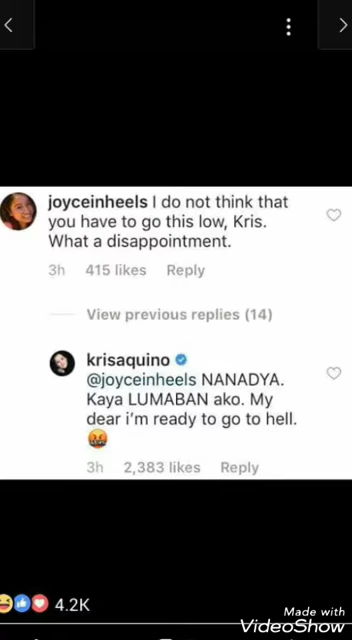 joyceinheels I do not think that
you have to go this low, Kris.
What a disappointment.
3h 415 likes Reply
View previous replies (14)
krisaquino
@joyceinheels NANADYA.
Kaya LUMABAN ako. My
dear i'm ready to go to hell.
3h 2,383 likes Reply
4.2K
Made with
VideoShow